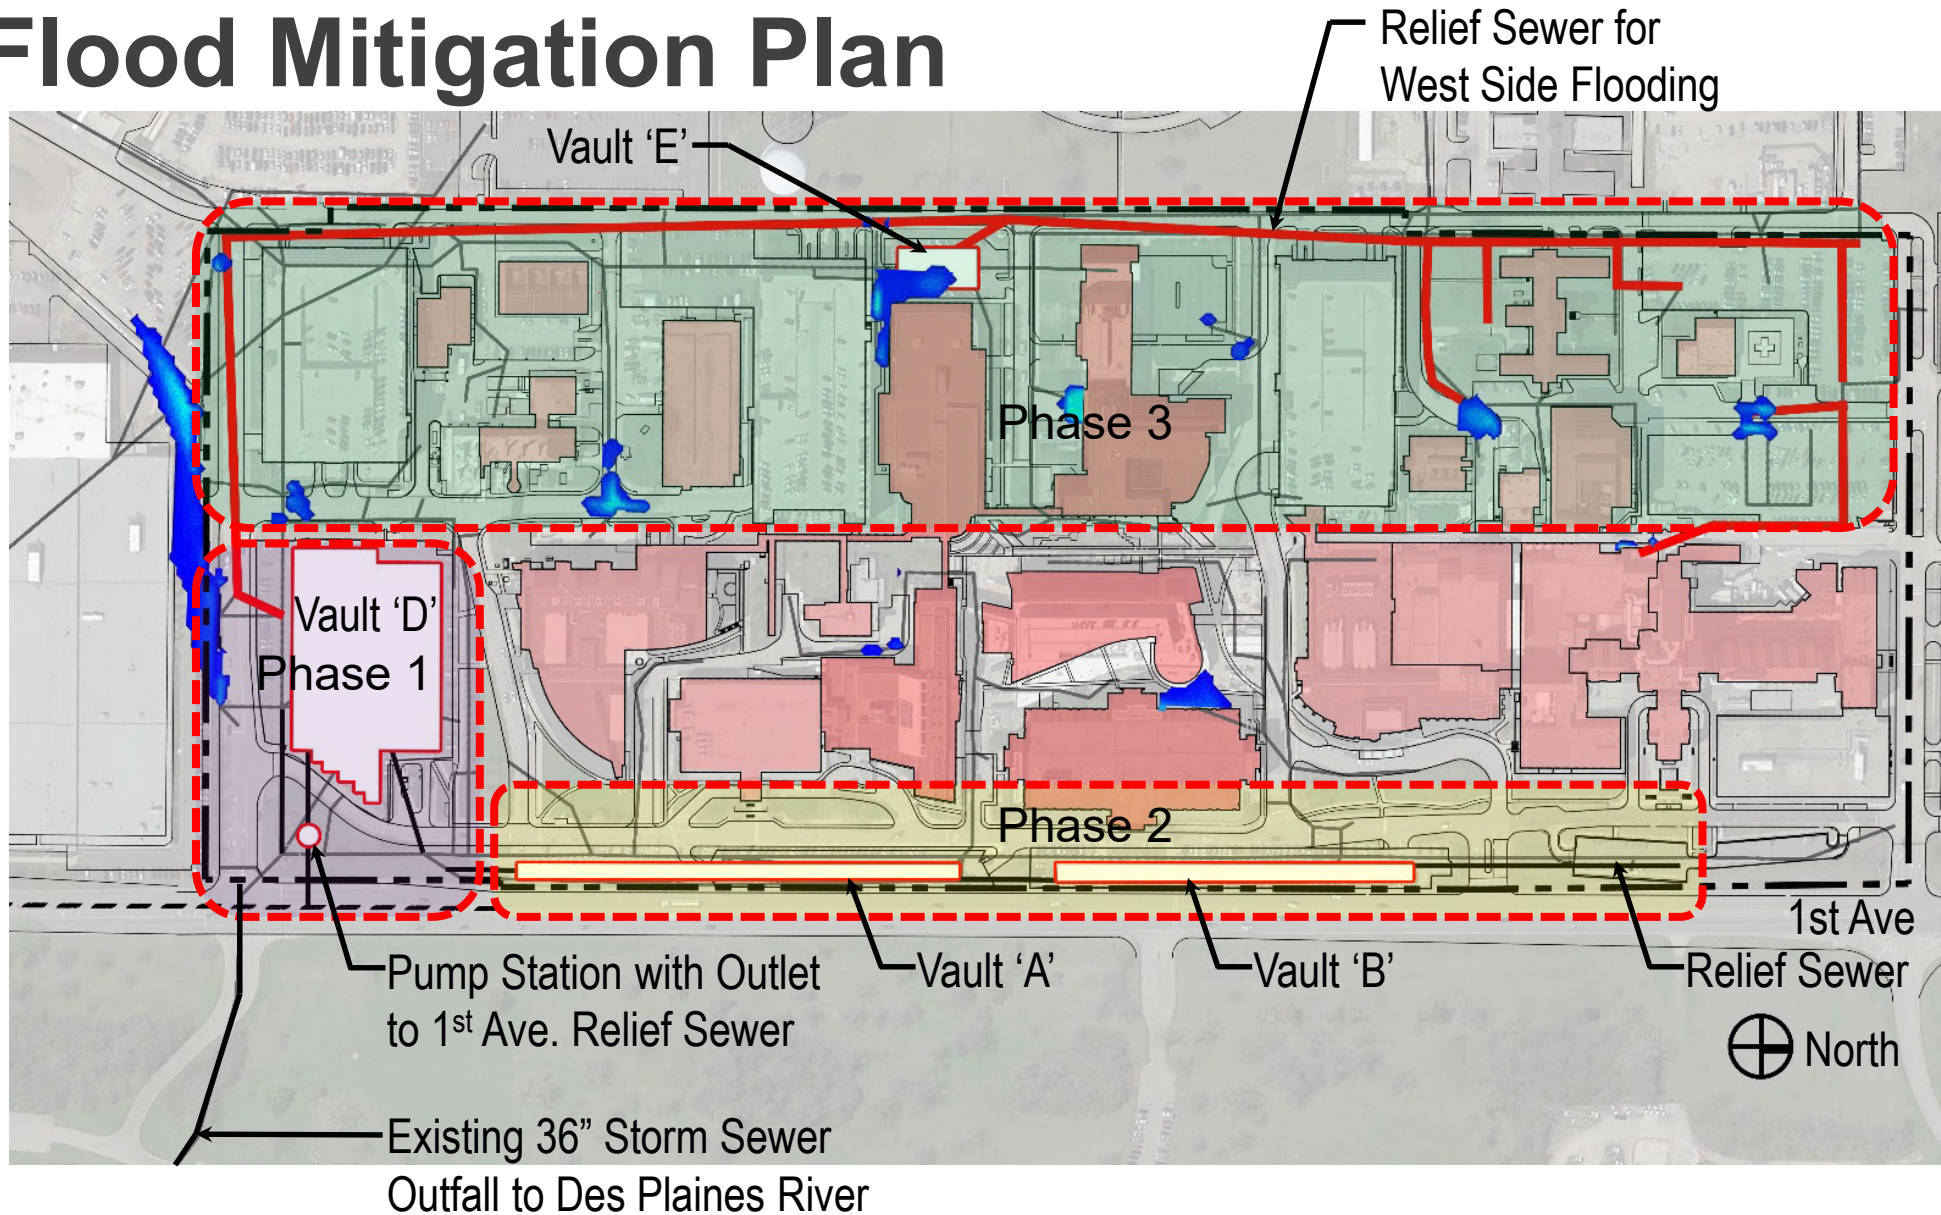 Flood Mitigation Plan
Relief Sewer for
West Side Flooding
Vault ‘E’
Phase 3
Vault ‘D’
Phase 1
Phase 2
1st Ave
Pump Station with Outlet
to 1st Ave. Relief Sewer
Vault ‘A’
Vault ‘B’
Relief Sewer
North
Existing 36” Storm Sewer
Outfall to Des Plaines River